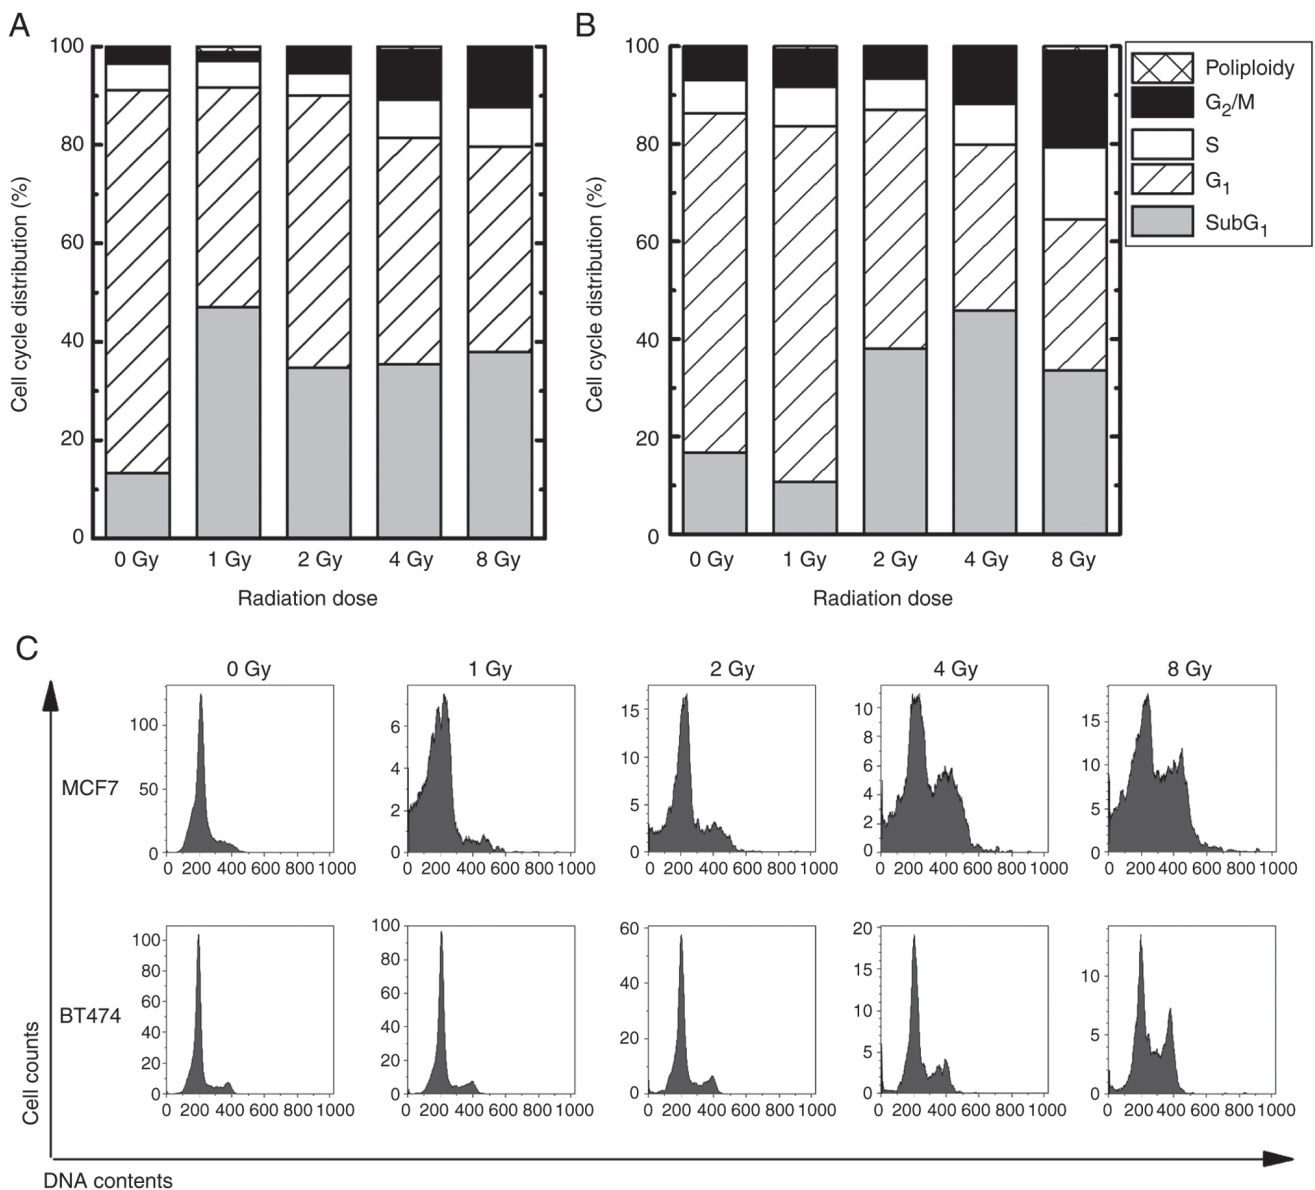 A
B
100
80
60
40
20
0
Cell cycle distribution (%)
0 Gy 1 Gy 2 Gy 4 Gy 8 Gy
Radiation dose
100
80
60
40
20
0
Cell cycle distribution (%)
0 Gy 1 Gy 2 Gy 4 Gy 8 Gy
Radiation dose
Poliploidy
G2/M
S
G1
SubG1
C
0 Gy 1 Gy 2 Gy 4 Gy 8 Gy
MCF7
100
50
0
0 200 400 600 800 1000
6
4
2
0
0 200 400 600 800 1000
15
10
5
0
0 200 400 600 800 1000
10
8
6
4
2
0
0 200 400 600 800 1000
15
10
5
0
0 200 400 600 800 1000
BT474
100
80
60
40
20
0
0 200 400 600 800 1000
100
80
60
40
20
0
0 200 400 600 800 1000
60
40
20
0
0 200 400 600 800 1000
20
15
10
5
0
0 200 400 600 800 1000
10
5
0
0 200 400 600 800 1000
Cell counts
DNA contents